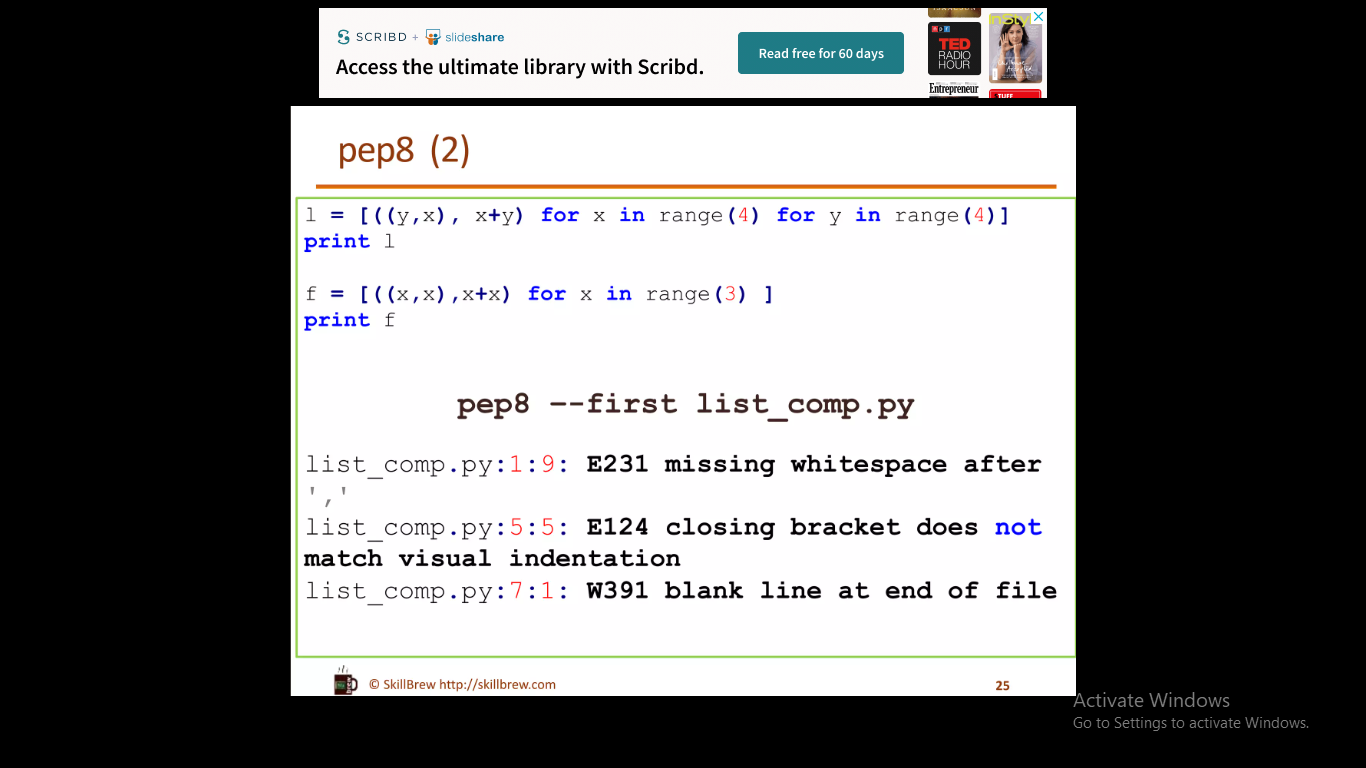 SCRIBD + slideshare
Access the ultimate library with Scribd.
Read free for 60 days
TED
RADIO
HOUR
InStyle
Entrepreneur
pep8 (2)
l = [((y,x), x+y) for x in range(4) for y in range(4)]
print l
f = [((x,x),x+x) for x in range(3) ]
print f
pep8 --first list_comp.py
list_comp.py:1:9: E231 missing whitespace after
','
list_comp.py:5:5: E124 closing bracket does not
match visual indentation
list_comp.py:7:1: W391 blank line at end of file
© SkillBrew http://skillbrew.com
25
Activate Windows
Go to Settings to activate Windows.